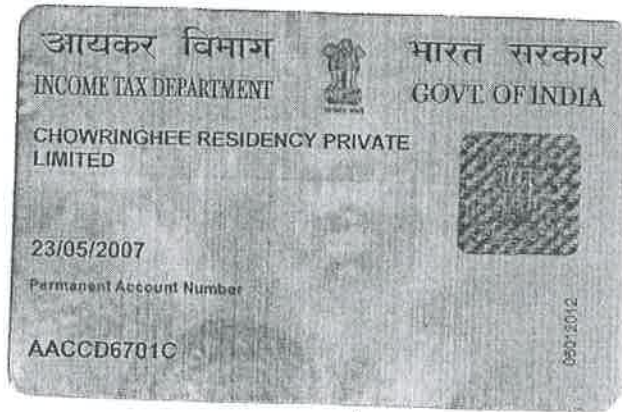 आयकर विभाग
INCOME TAX DEPARTMENT
भारत सरकार
GOVT. OF INDIA
CHOWRINGHEE RESIDENCY PRIVATE
LIMITED
23/05/2007
Permanent Account Number
AACCD6701C